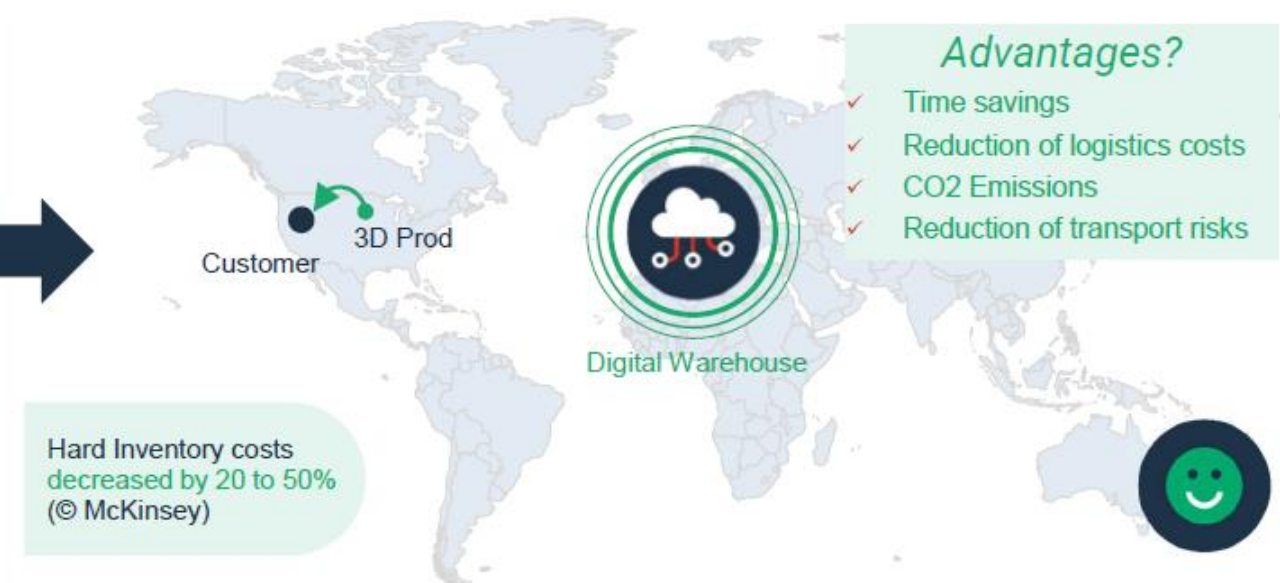 Advantages?
✓ Time savings
✓ Reduction of logistics costs
✓ CO2 Emissions
✓ Reduction of transport risks
3D Prod
Customer
Digital Warehouse
Hard Inventory costs
decreased by 20 to 50%
(© McKinsey)